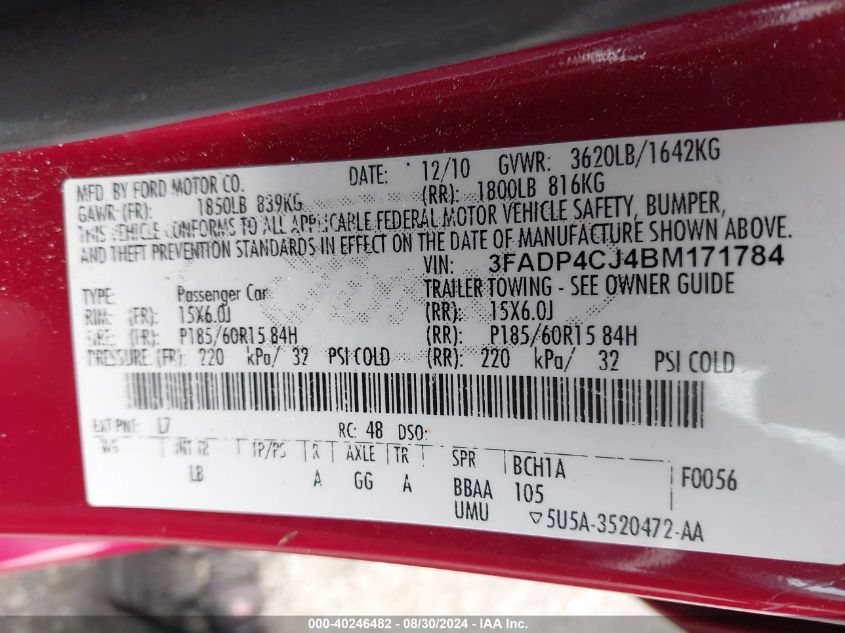 MFD. BY FORD MOTOR CO.
DATE: 12/10 GVWR: 3620LB/1642KG
GAWR: (FR): 1850LB 839KG (RR): 1800LB 816KG
THIS VEHICLE CONFORMS TO ALL APPLICABLE FEDERAL MOTOR VEHICLE SAFETY, BUMPER,
AND THEFT PREVENTION STANDARDS IN EFFECT ON THE DATE OF MANUFACTURE SHOWN ABOVE.
VIN: 3FADP4CJ4BM171784
TYPE: Passenger Car TRAILER TOWING - SEE OWNER GUIDE
RIM: (FR): 15X6.0J (RR): 15X6.0J
(FR): P185/60R15 84H (RR): P185/60R15 84H
PRESSURE: (FR): 220 kPa/ 32 PSI COLD (RR): 220 kPa/ 32 PSI COLD
EXT PNT: L7 RC: 48 DSO:
INT TR TP/PS R AXLE TR SPR BCH1A F0056
LB A GG A BBAA 105
UMU ▽5U5A-3520472-AA
000-40246482 - 08/30/2024 - IAA Inc.